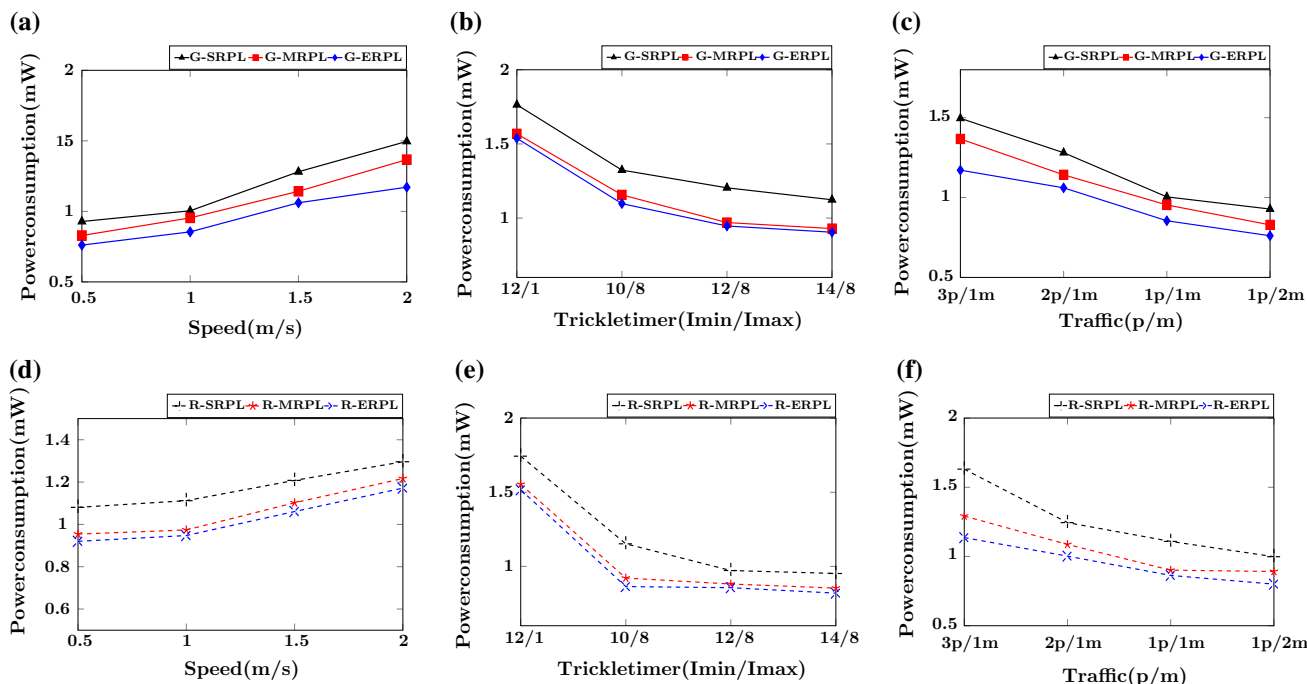 (a)
G-SRPL G-MRPL G-ERPL
Powerconsumption(mW)
2
15
1
0.5
0.5 1 1.5 2
Speed(m/s)
(b)
G-SRPL G-MRPL G-ERPL
Powerconsumption(mW)
2
1.5
1
12/1 10/8 12/8 14/8
Trickletimer(Imin/Imax)
(c)
G-SRPL G-MRPL G-ERPL
Powerconsumption(mW)
1.5
1
0.5
3p/1m 2p/1m 1p/1m 1p/2m
Traffic(p/m)
(d)
R-SRPL R-MRPL R-ERPL
Powerconsumption(mW)
1.4
1.2
1
0.8
0.6
0.5 1 1.5 2
Speed(m/s)
(e)
R-SRPL R-MRPL R-ERPL
Powerconsumption(mW)
2
1.5
1
12/1 10/8 12/8 14/8
Trickletimer(Imin/Imax)
(f)
R-SRPL R-MRPL R-ERPL
Powerconsumption(mW)
2
1.5
1
0.5
3p/1m 2p/1m 1p/1m 1p/2m
Traffic(p/m)